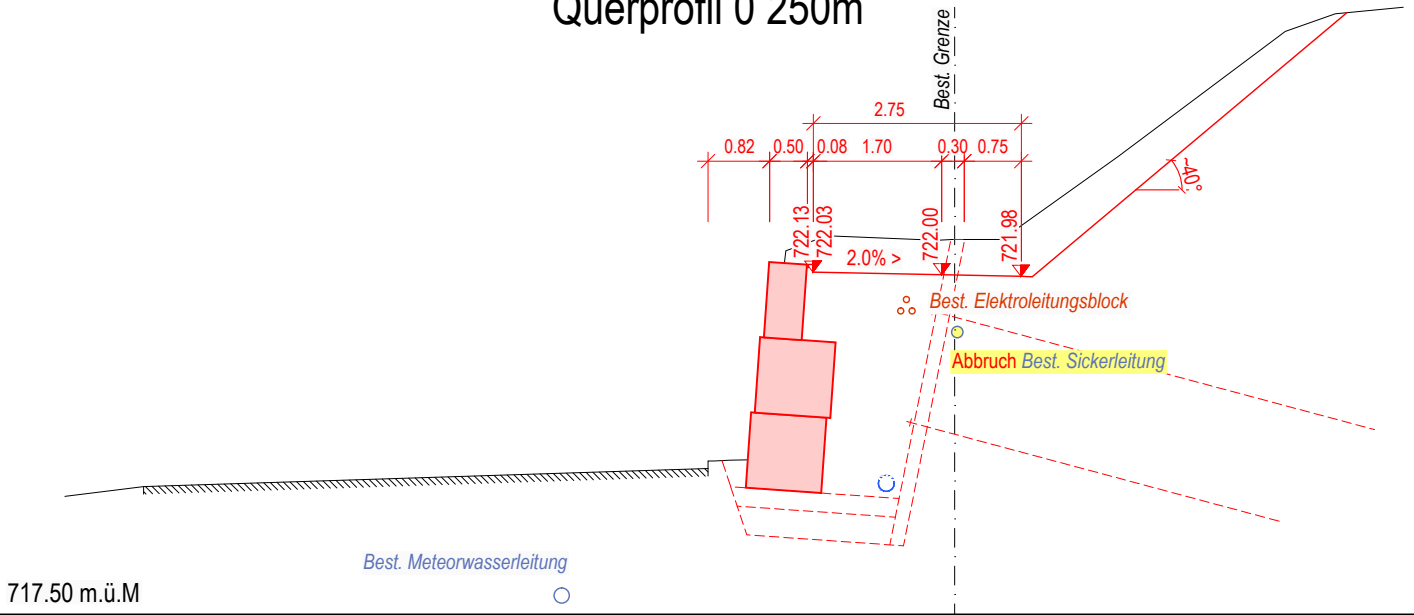 Querprofil 0 250m
Best. Grenze
2.75
0.82 0.50 0.08 1.70 0.30 0.75
~40°
722.13
722.03
722.00
721.98
2.0% >
Best. Elektroleitungsblock
Abbruch Best. Sickerleitung
Best. Meteorwasserleitung
717.50 m.ü.M